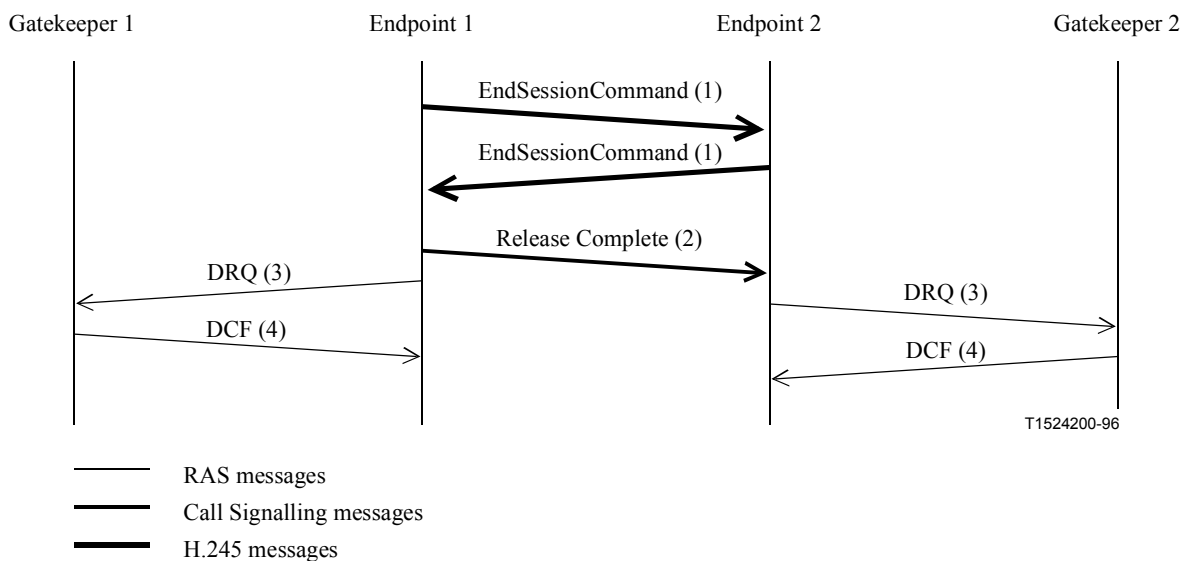 Gatekeeper 1
Endpoint 1
Endpoint 2
Gatekeeper 2
EndSessionCommand (1)
EndSessionCommand (1)
Release Complete (2)
DRQ (3)
DRQ (3)
DCF (4)
DCF (4)
T1524200-96
RAS messages
Call Signalling messages
H.245 messages